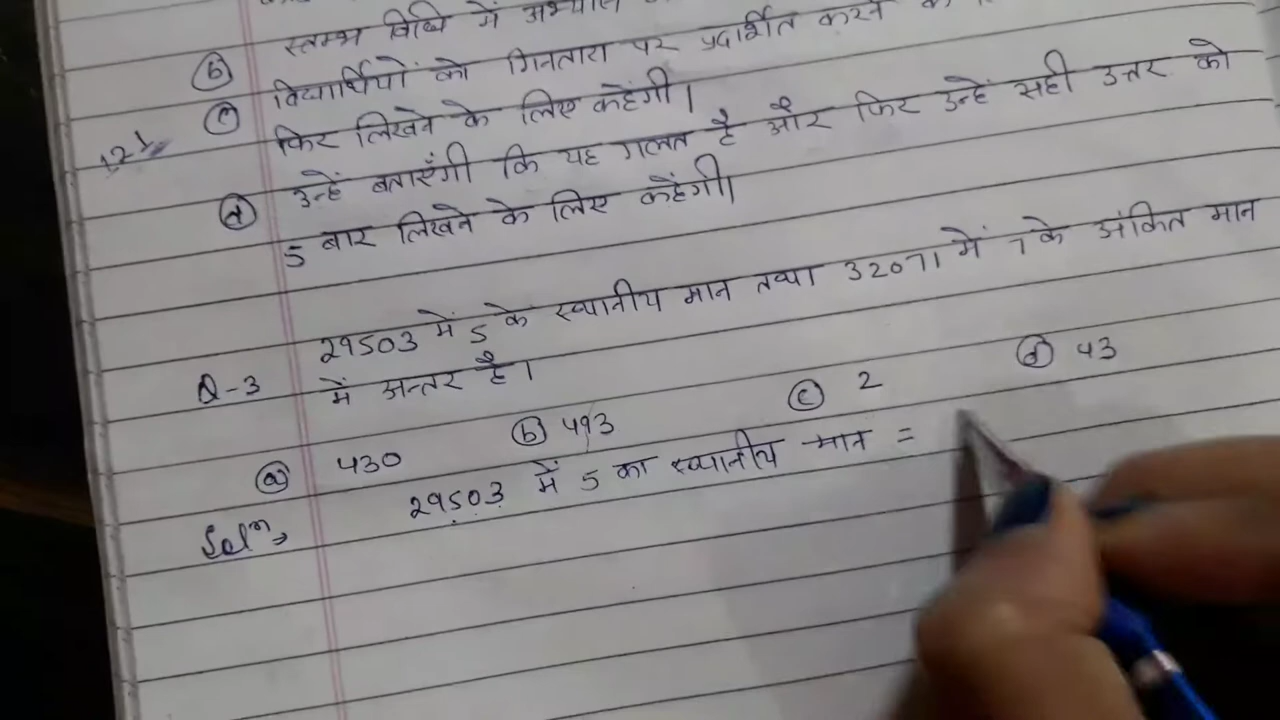 स्तम्भ विधि में अभ्यास
ⓑ विद्यार्थियों को गिनतारा पर प्रदर्शित करने
ⓒ फिर लिखने के लिए कहेंगी।
ⓓ उन्हें बताएँगी कि यह गलत है और फिर उन्हें सही उत्तर को
5 बार लिखने के लिए कहेंगी।
Q-3 29503 में 5 के स्थानीय मान तथा 32071 में 7 के अंकित मान
में अन्तर है।
ⓐ 430 ⓑ 493 ⓒ 2 ⓓ 43
Solⁿ→ 29503 में 5 का स्थानीय मान =